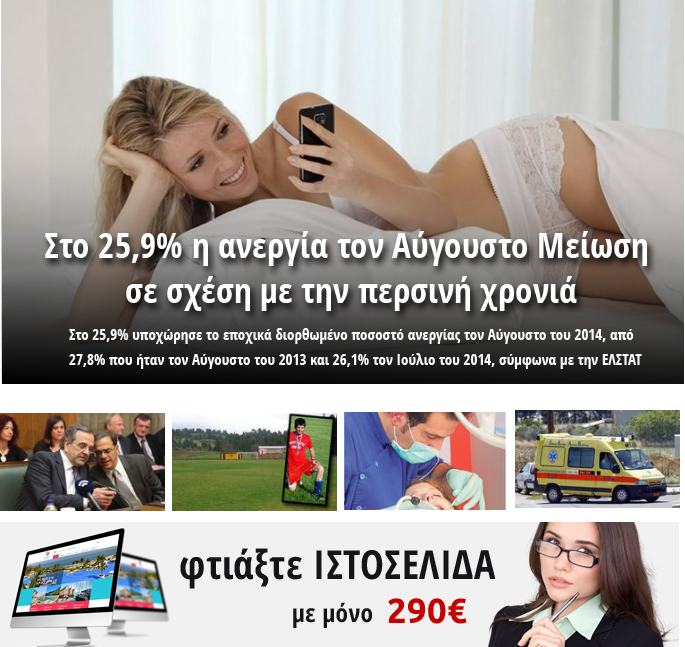 Στο 25,9% η ανεργία τον Αύγουστο Μείωση
σε σχέση με την περσινή χρονιά
Στο 25,9% υποχώρησε το εποχικά διορθωμένο ποσοστό ανεργίας τον Αύγουστο του 2014, από
27,8% που ήταν τον Αύγουστο του 2013 και 26,1% τον Ιούλιο του 2014, σύμφωνα με την ΕΛΣΤΑΤ
φτιάξτε ΙΣΤΟΣΕΛΙΔΑ
με μόνο 290€